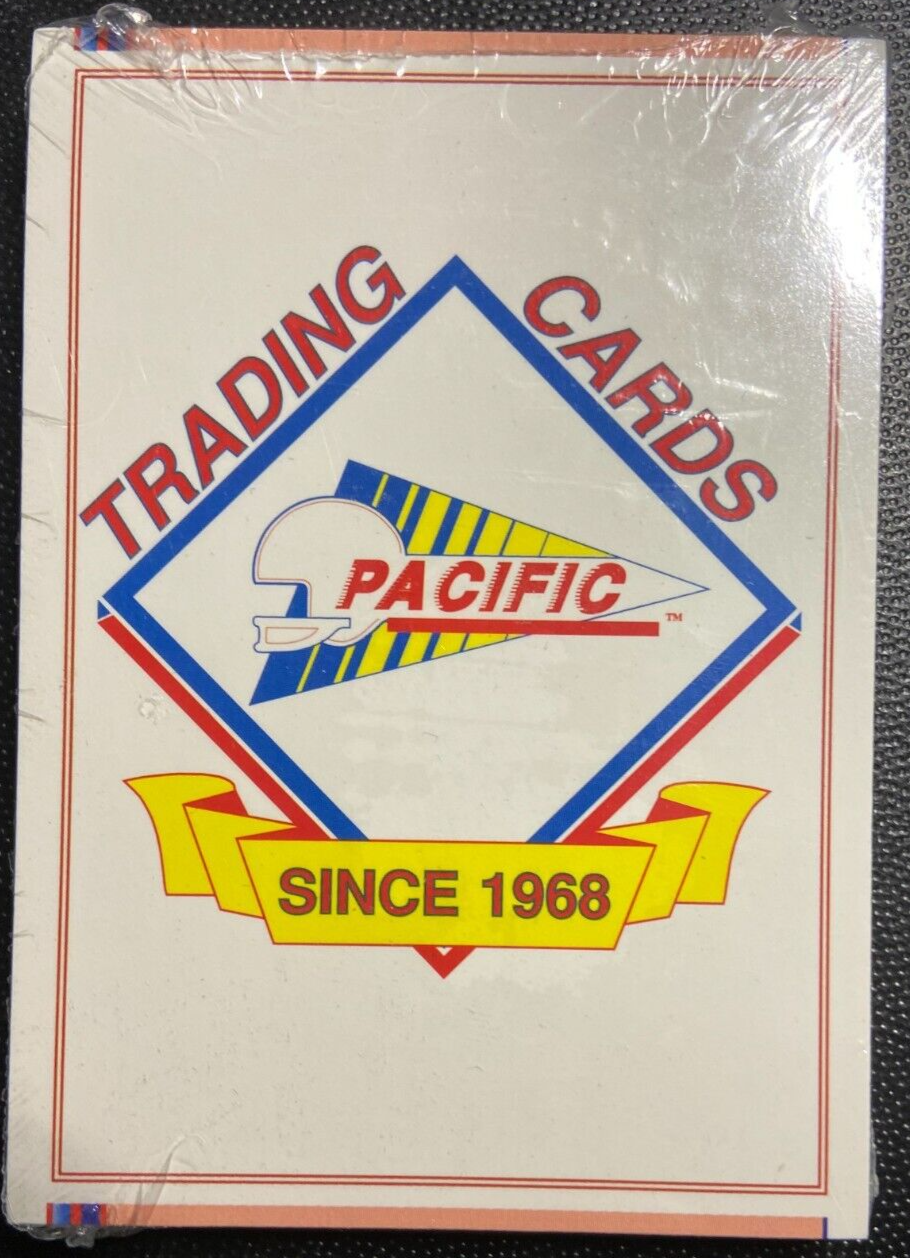 TRADING
CARDS
PACIFIC
TM
SINCE 1968